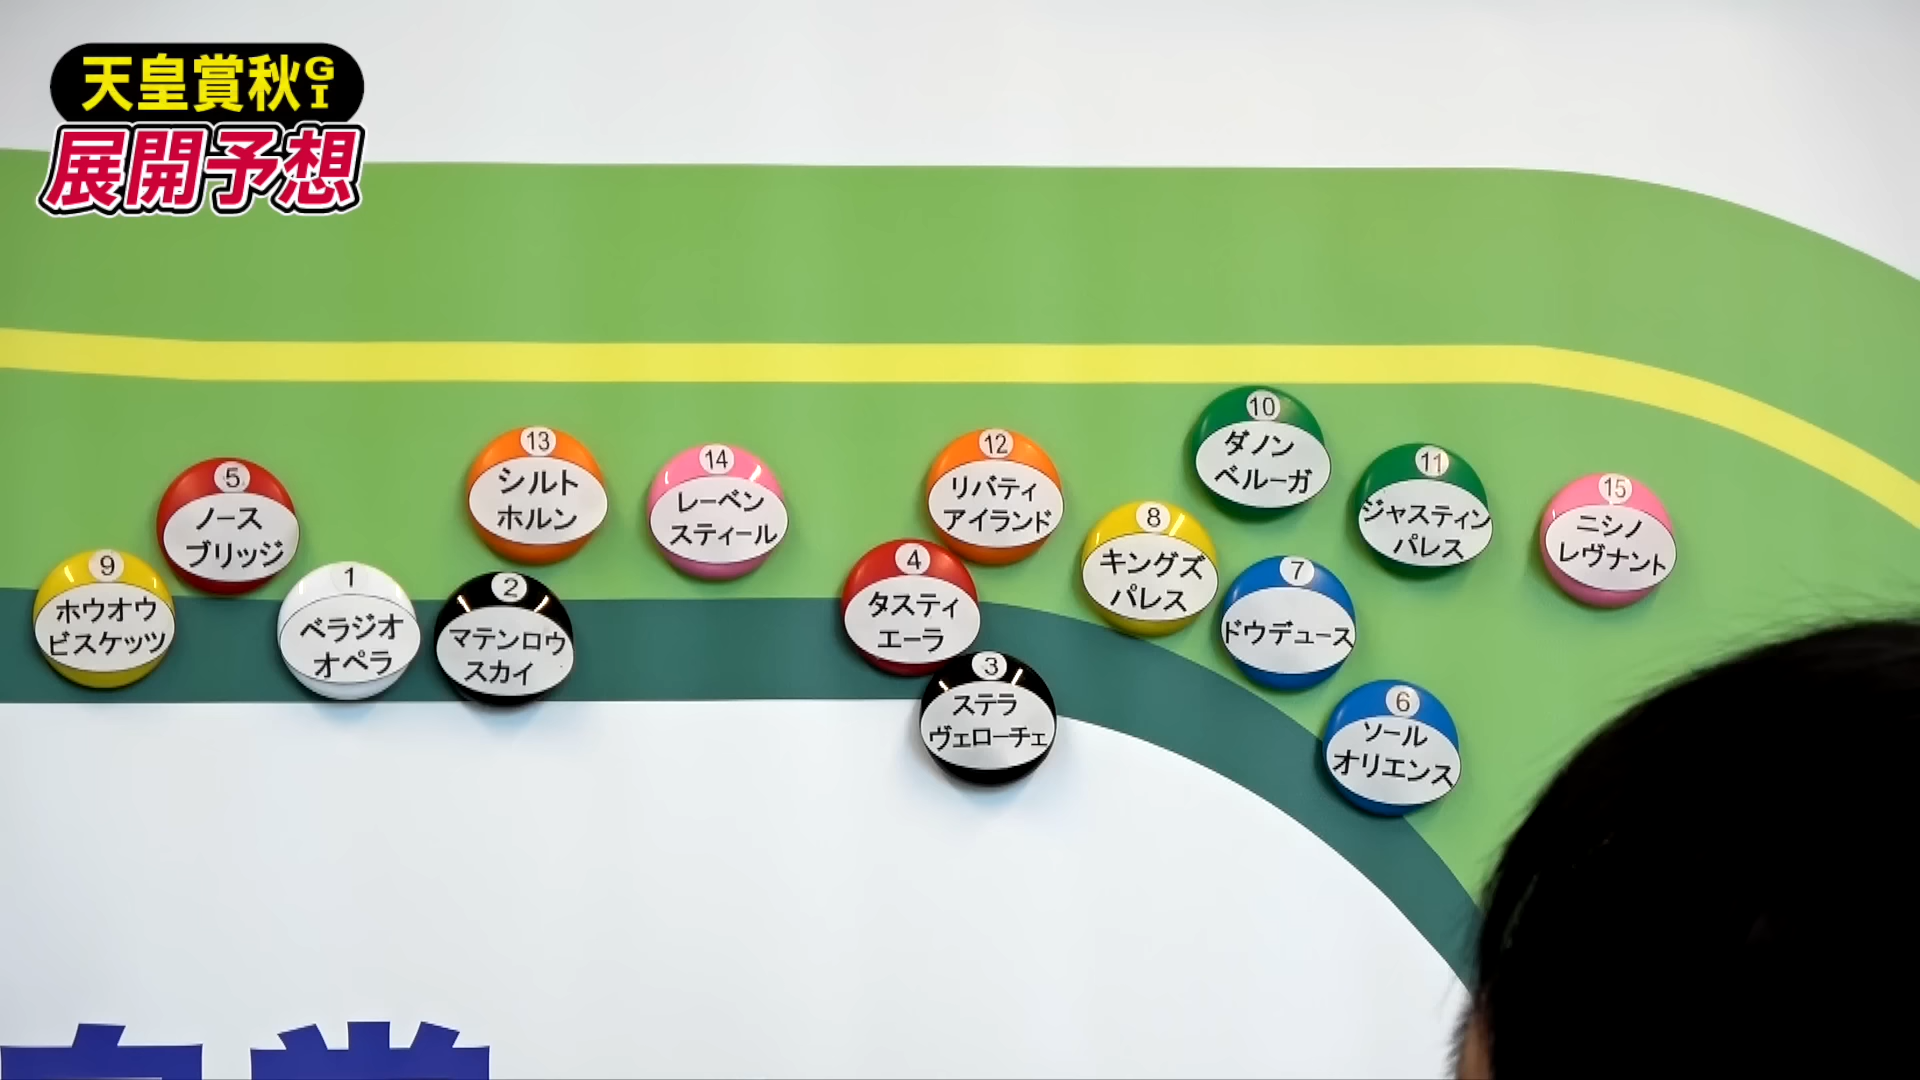 天皇賞秋GI
展開予想
9
ホウオウ
ビスケッツ
5
ノース
ブリッジ
1
ベラジオ
オペラ
2
マテンロウ
スカイ
13
シルト
ホルン
14
レーベン
スティール
4
タスティ
エーラ
3
ステラ
ヴェローチェ
12
リバティ
アイランド
8
キングズ
パレス
10
ダノン
ベルーガ
7
ドウデュース
6
ソール
オリエンス
11
ジャスティン
パレス
15
ニシノ
レヴナント